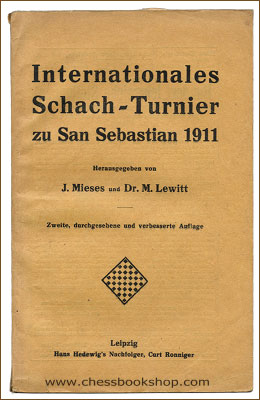 Internationales
Schach-Turnier
zu San Sebastian 1911
Herausgegeben von
J. Mieses und Dr. M. Lewitt
Zweite, durchgesehene und verbesserte Auflage
Leipzig
Hans Hedewig's Nachfolger, Curt Ronniger
www.chessbookshop.com